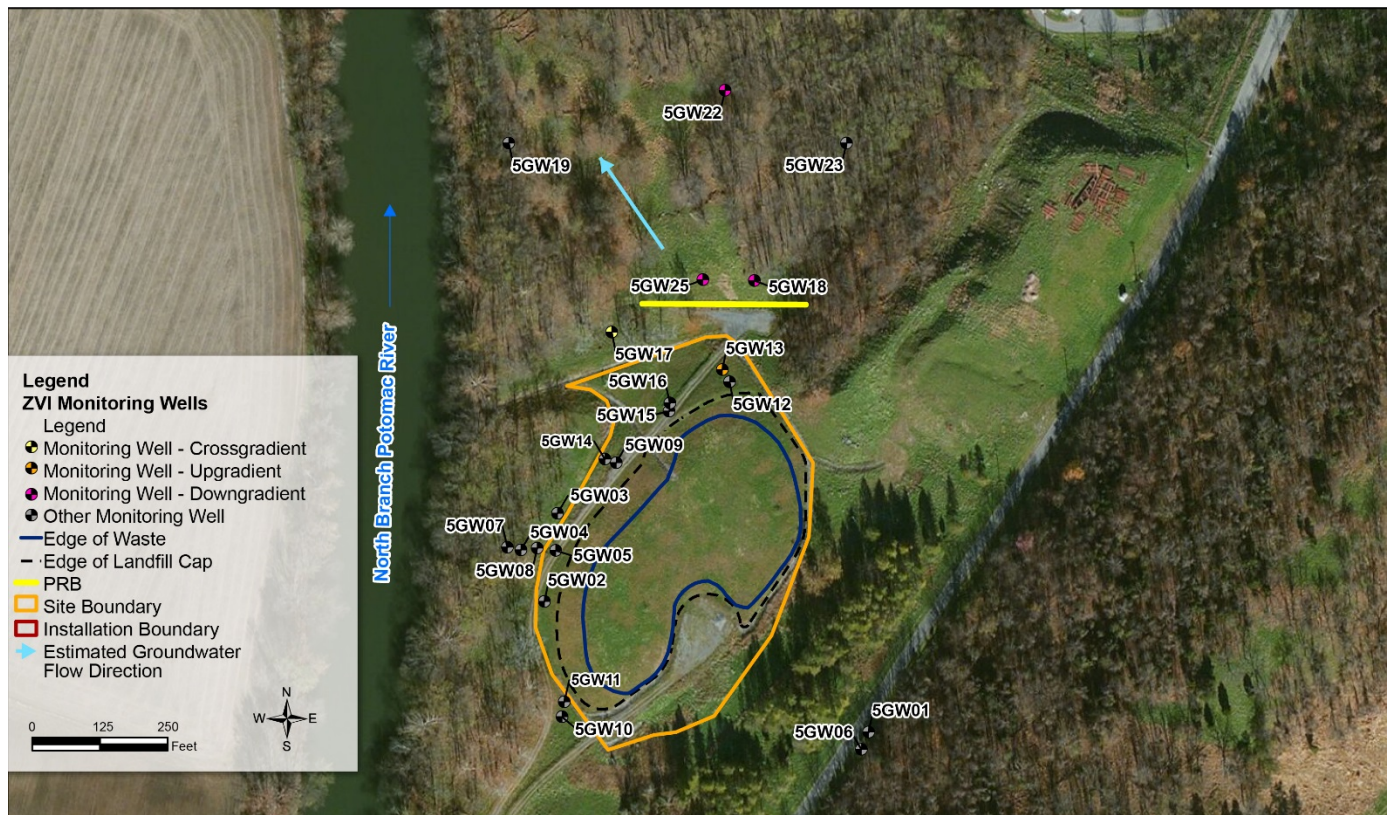 5GW22
5GW19
5GW23
5GW25
5GW18
North Branch Potomac River
5GW17
5GW13
5GW16
5GW12
5GW15
5GW14
5GW09
5GW03
5GW07
5GW04
5GW05
5GW08
5GW02
5GW11
5GW10
5GW01
5GW06
Legend
ZVI Monitoring Wells
Legend
Monitoring Well - Crossgradient
Monitoring Well - Upgradient
Monitoring Well - Downgradient
Other Monitoring Well
Edge of Waste
Edge of Landfill Cap
PRB
Site Boundary
Installation Boundary
Estimated Groundwater
Flow Direction
N
W E
S
0 125 250
Feet